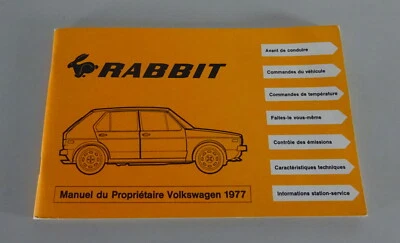 RABBIT
Avant de conduire
Commandes du véhicule
Commandes de température
Faites-le vous-même
Contrôle des émissions
Caractéristiques techniques
Informations station-service
Manuel du Propriétaire Volkswagen 1977